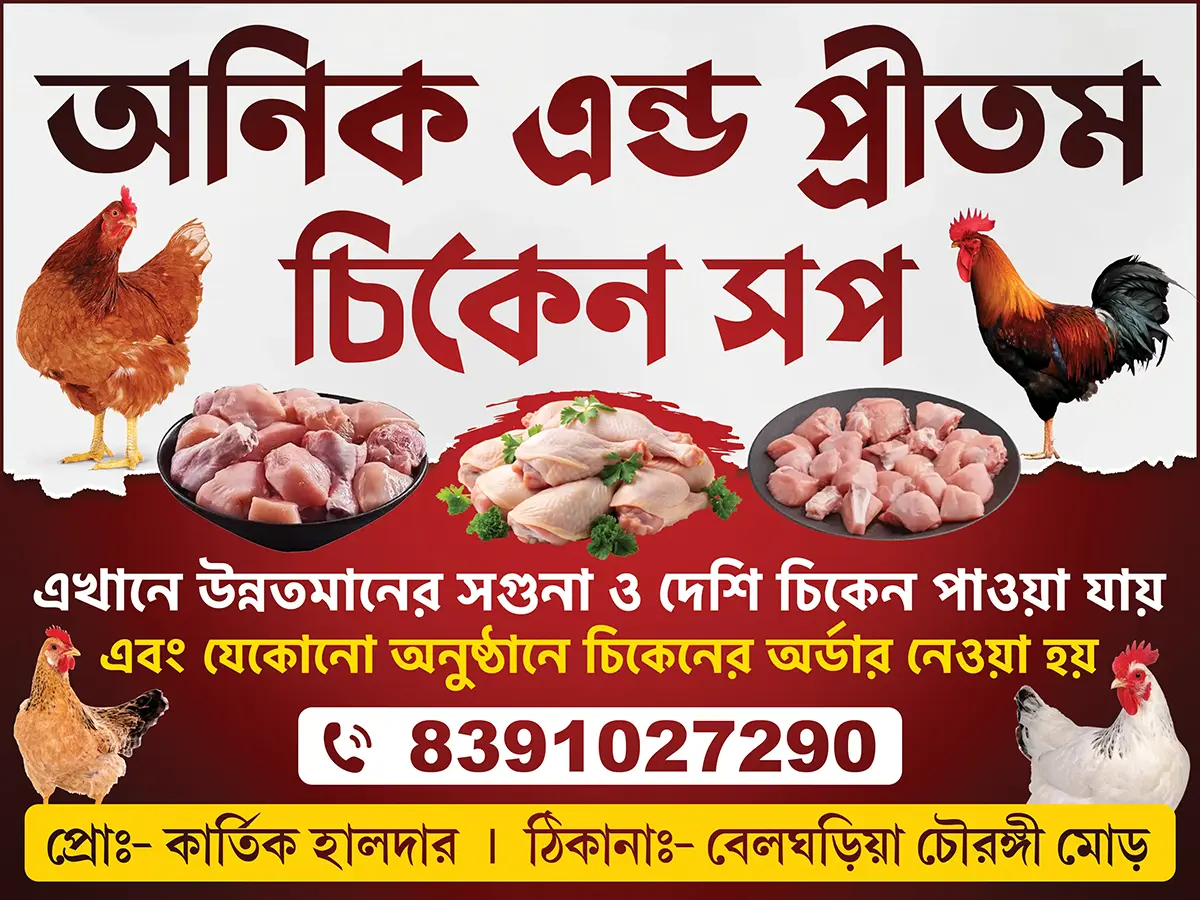 অনিক এন্ড প্রীতম
চিকেন সপ
এখানে উন্নতমানের সগুনা ও দেশি চিকেন পাওয়া যায়
এবং যেকোনো অনুষ্ঠানে চিকেনের অর্ডার নেওয়া হয়
8391027290
প্রোঃ- কার্তিক হালদার । ঠিকানাঃ- বেলঘড়িয়া চৌরঙ্গী মোড়